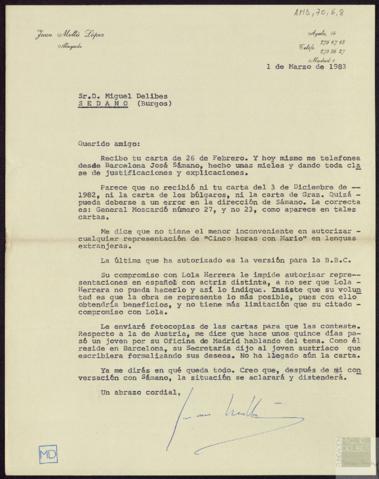 AMD, 70, 6, 8
Juan Mollá López
Abogado
Ayala, 16
Teléfs.
Madrid-1
1 de Marzo de 1983
Sr.D. Miguel Delibes
S E D A N O (Burgos)
Querido amigo:
Recibo tu carta de 26 de Febrero. Y hoy mismo me telefonea
desde Barcelona José Sámano, hecho unas mieles y dando toda cla
se de justificaciones y explicaciones.
Parece que no recibió ni tu carta del 3 de Diciembre de --
1982, ni la carta de los búlgaros, ni la carta de Gran. Quizá-
pueda deberse a un error en la dirección de Sámano. La correcta
es: General Moscardó número 27, y no 23, como aparece en tales
cartas.
Me dice que no tiene el menor inconveniente en autorizar -
cualquier representación de "Cinco horas con Mario" en lenguas
extranjeras.
La última que ha autorizado es la versión para la B.B.C.
Su compromiso con Lola Herrera le impide autorizar repre--
sentaciones en español con actriz distinta, a no ser que Lola -
Herrera no pueda hacerlo y así lo indique. Insiste que su volun
tad es que la obra se represente lo más posible, pues con ello
obtendría beneficios, y no tiene más limitación que su citado -
compromiso con Lola.
Le enviaré fotocopias de las cartas para que las conteste.
Respecto a la de Austria, me dice que hace unos quince días pa-
só un joven por su Oficina de Madrid hablando del tema. Como él
reside en Barcelona, su Secretaria dijo al joven austriaco que
escribiera formalizando sus deseos. No ha llegado aún la carta.
Ya me dirás en qué queda todo. Creo que, después de mi con
versación con Sámano, la situación se aclarará y distenderá.
Un abrazo cordial,
MD